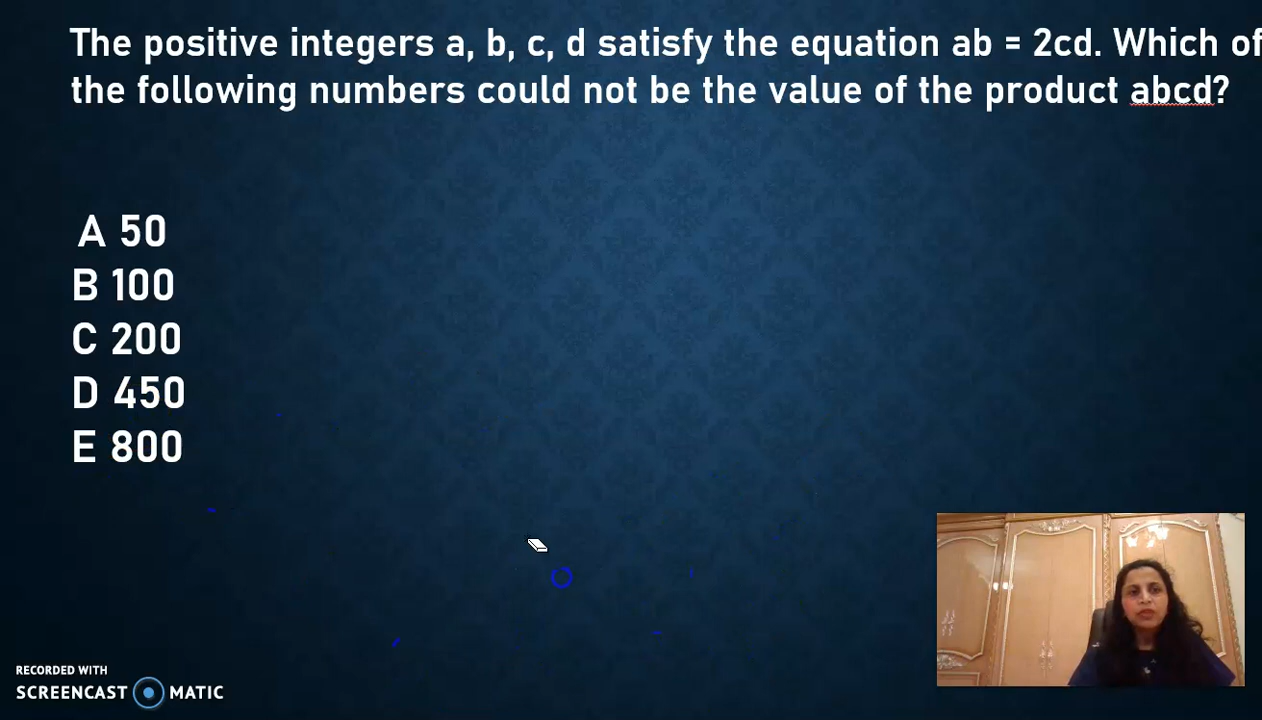 The positive integers a, b, c, d satisfy the equation ab = 2cd. Which of
the following numbers could not be the value of the product abcd?
A 50
B 100
C 200
D 450
E 800
RECORDED WITH
SCREENCAST MATIC